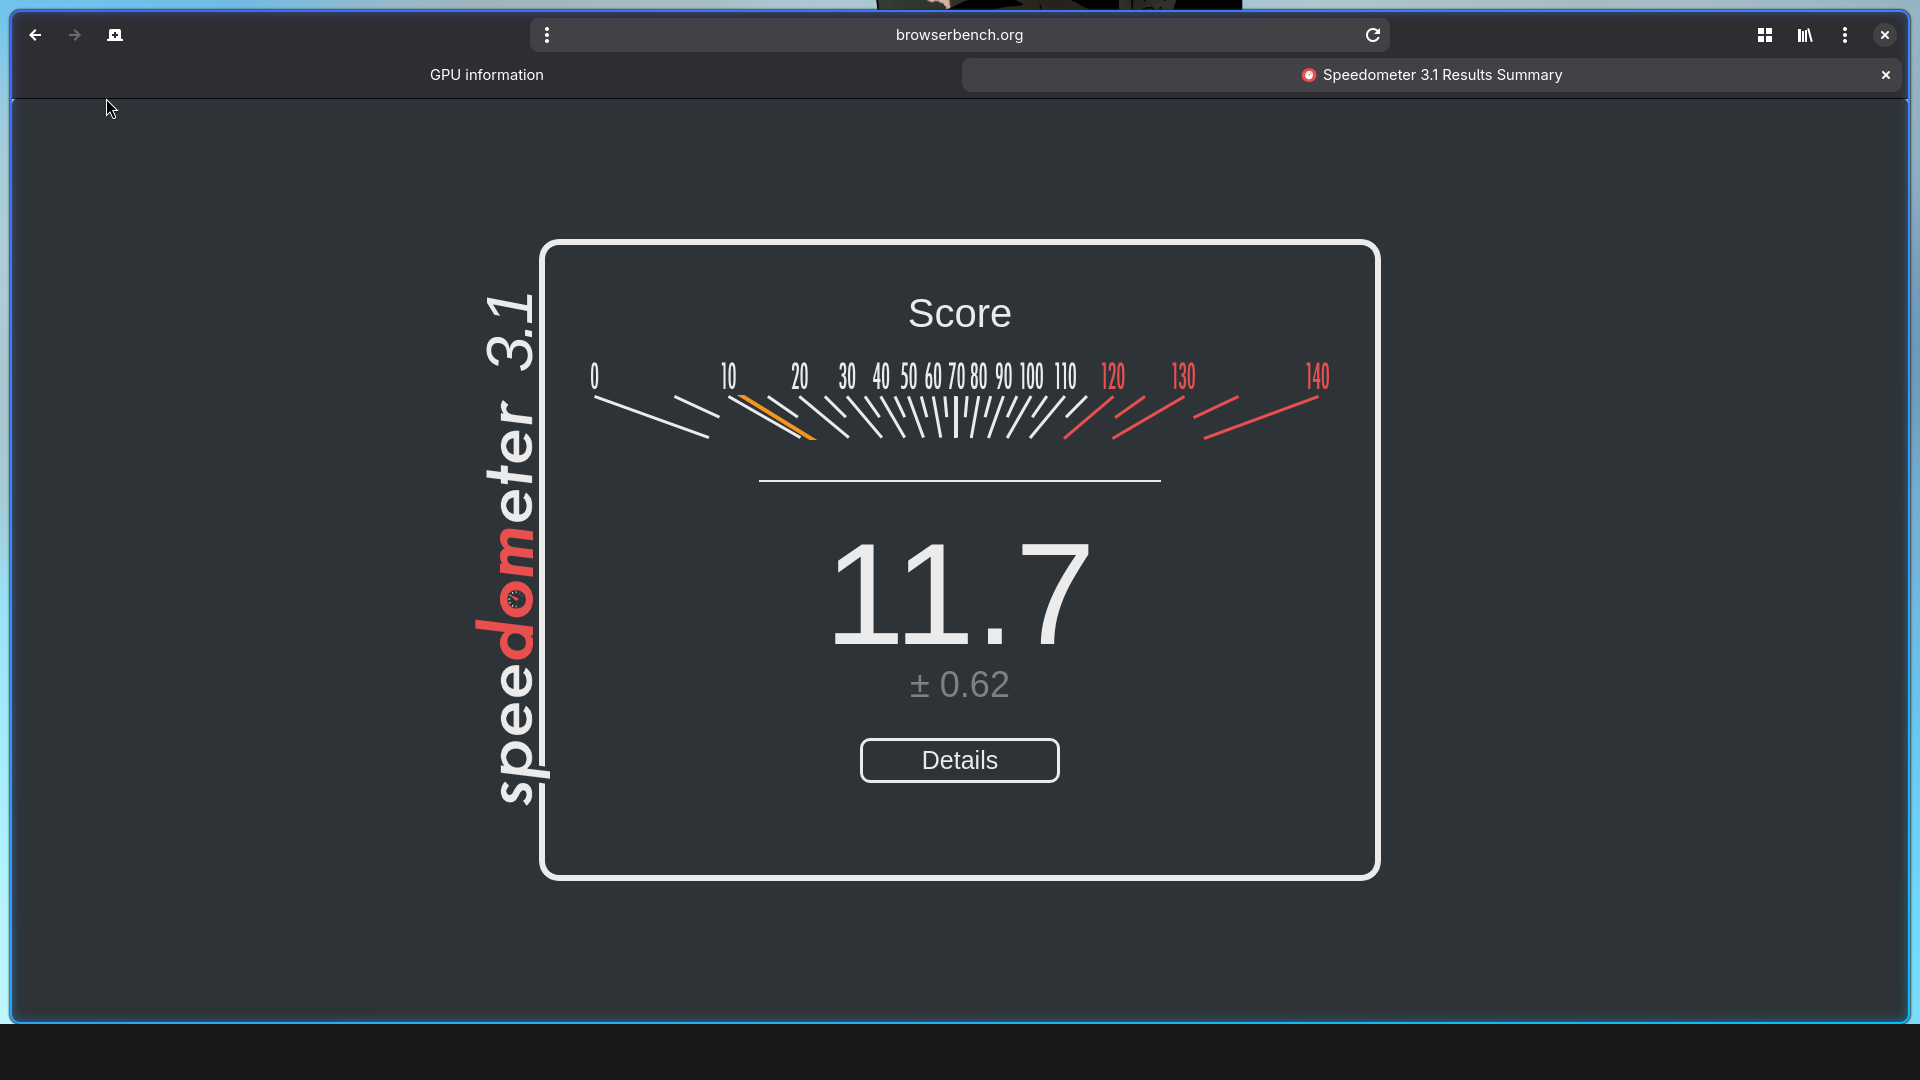 browserbench.org
GPU information
Speedometer 3.1 Results Summary
speedometer 3.1
Score
0 10 20 30 40 50 60 70 80 90 100 110 120 130 140
11.7
± 0.62
Details